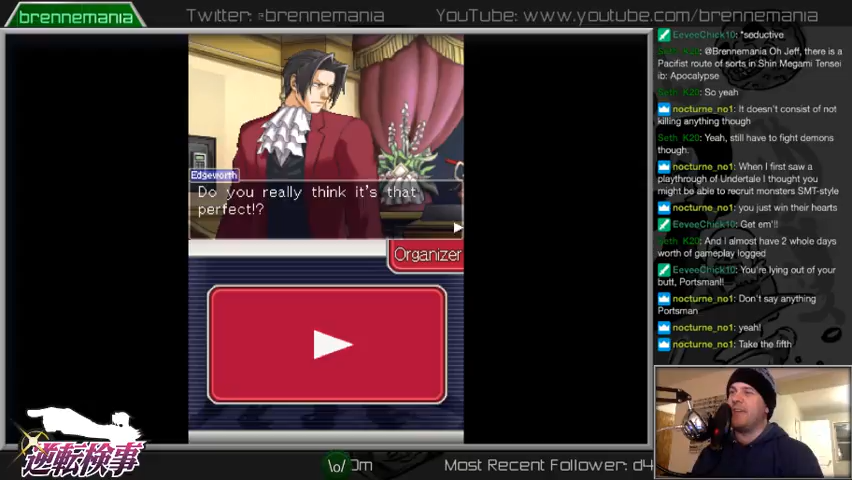 brennemania
Twitter: @brennemania
YouTube: www.youtube.com/brennemania
Edgeworth
Do you really think it's that
perfect!?
Organizer
EeveeChick10: *seductive
Seth_K20: @Brennemania Oh Jeff, there is a
Pacifist route of sorts in Shin Megami Tensei
ib: Apocalypse
Seth_K20: So yeah
nocturne_no1: It doesn't consist of not
killing anything though
Seth_K20: Yeah, still have to fight demons
though.
nocturne_no1: When I first saw a
playthrough of Undertale I thought you
might be able to recruit monsters SMT-style
nocturne_no1: you just win their hearts
EeveeChick10: Get em'!!
Seth_K20: And I almost have 2 whole days
worth of gameplay logged
EeveeChick10: You're lying out of your
butt, Portsman!!
nocturne_no1: Don't say anything
Portsman
nocturne_no1: yeah!
nocturne_no1: Take the fifth
逆転検事
\o/ 0m
Most Recent Follower: d4